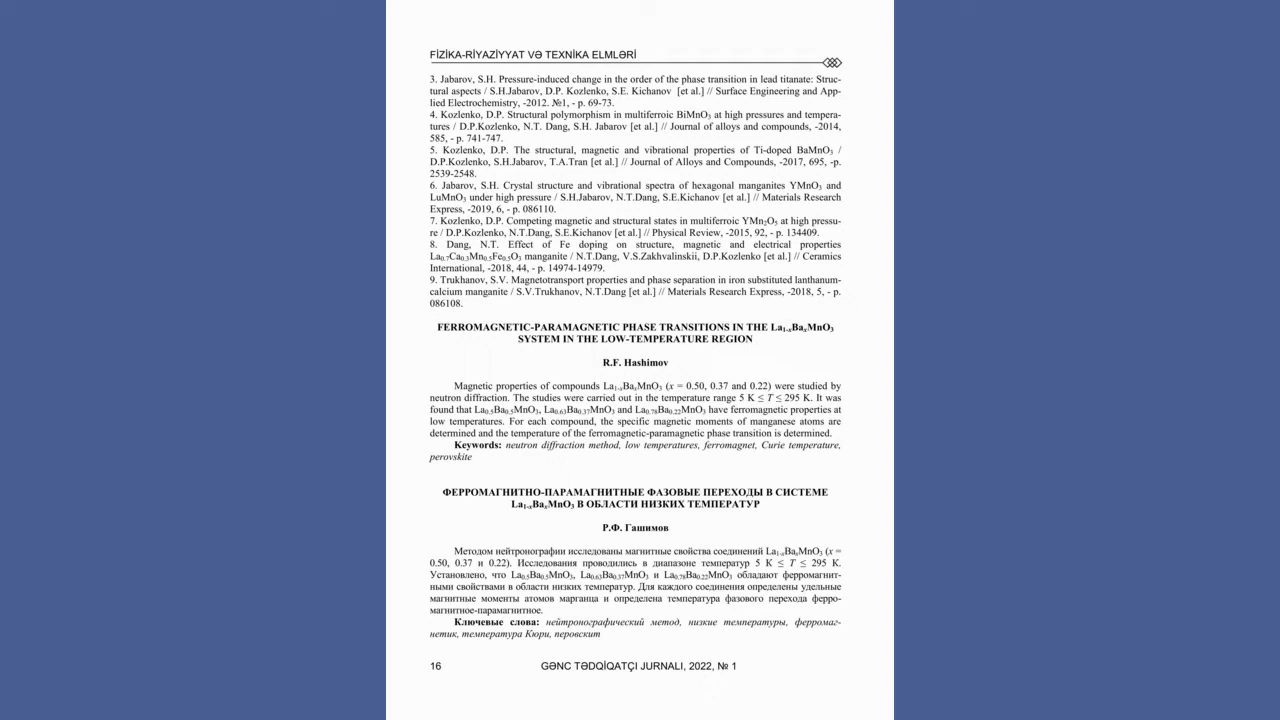 FİZİKA-RİYAZİYYAT VƏ TEXNİKA ELMLƏRİ
3. Jabarov, S.H. Pressure-induced change in the order of the phase transition in lead titanate: Struc-
tural aspects / S.H.Jabarov, D.P. Kozlenko, S.E. Kichanov [et al.] // Surface Engineering and App-
lied Electrochemistry, -2012. №1, - p. 69-73.
4. Kozlenko, D.P. Structural polymorphism in multiferroic BiMnO₃ at high pressures and tempera-
tures / D.P.Kozlenko, N.T. Dang, S.H. Jabarov [et al.] // Journal of alloys and compounds, -2014,
585, - p. 741-747.
5. Kozlenko, D.P. The structural, magnetic and vibrational properties of Ti-doped BaMnO₃ /
D.P.Kozlenko, S.H.Jabarov, T.A.Tran [et al.] // Journal of Alloys and Compounds, -2017, 695, -p.
2539-2548.
6. Jabarov, S.H. Crystal structure and vibrational spectra of hexagonal manganites YMnO₃ and
LuMnO₃ under high pressure / S.H.Jabarov, N.T.Dang, S.E.Kichanov [et al.] // Materials Research
Express, -2019, 6, - p. 086110.
7. Kozlenko, D.P. Competing magnetic and structural states in multiferroic YMn₂O₅ at high pressu-
re / D.P.Kozlenko, N.T.Dang, S.E.Kichanov [et al.] // Physical Review, -2015, 92, - p. 134409.
8. Dang, N.T. Effect of Fe doping on structure, magnetic and electrical properties
La₀.₇Ca₀.₃Mn₀.₅Fe₀.₅O₃ manganite / N.T.Dang, V.S.Zakhvalinskii, D.P.Kozlenko [et al.] // Ceramics
International, -2018, 44, - p. 14974-14979.
9. Trukhanov, S.V. Magnetotransport properties and phase separation in iron substituted lanthanum-
calcium manganite / S.V.Trukhanov, N.T.Dang [et al.] // Materials Research Express, -2018, 5, - p.
086108.
FERROMAGNETIC-PARAMAGNETIC PHASE TRANSITIONS IN THE La₁₋ₓBaₓMnO₃
SYSTEM IN THE LOW-TEMPERATURE REGION
R.F. Hashimov
Magnetic properties of compounds La₁₋ₓBaₓMnO₃ (x = 0.50, 0.37 and 0.22) were studied by
neutron diffraction. The studies were carried out in the temperature range 5 K ≤ T ≤ 295 K. It was
found that La₀.₅Ba₀.₅MnO₃, La₀.₆₃Ba₀.₃₇MnO₃ and La₀.₇₈Ba₀.₂₂MnO₃ have ferromagnetic properties at
low temperatures. For each compound, the specific magnetic moments of manganese atoms are
determined and the temperature of the ferromagnetic-paramagnetic phase transition is determined.
Keywords: neutron diffraction method, low temperatures, ferromagnet, Curie temperature,
perovskite
ФЕРРОМАГНИТНО-ПАРАМАГНИТНЫЕ ФАЗОВЫЕ ПЕРЕХОДЫ В СИСТЕМЕ
La₁₋ₓBaₓMnO₃ В ОБЛАСТИ НИЗКИХ ТЕМПЕРАТУР
Р.Ф. Гашимов
Методом нейтронографии исследованы магнитные свойства соединений La₁₋ₓBaₓMnO₃ (x =
0.50, 0.37 и 0.22). Исследования проводились в диапазоне температур 5 K ≤ T ≤ 295 K.
Установлено, что La₀.₅Ba₀.₅MnO₃, La₀.₆₃Ba₀.₃₇MnO₃ и La₀.₇₈Ba₀.₂₂MnO₃ обладают ферромагнит-
ными свойствами в области низких температур. Для каждого соединения определены удельные
магнитные моменты атомов марганца и определена температура фазового перехода ферро-
магнитное-парамагнитное.
Ключевые слова: нейтронографический метод, низкие температуры, ферромаг-
нетик, температура Кюри, перовскит
16 GƏNC TƏDQİQATÇI JURNALI, 2022, № 1